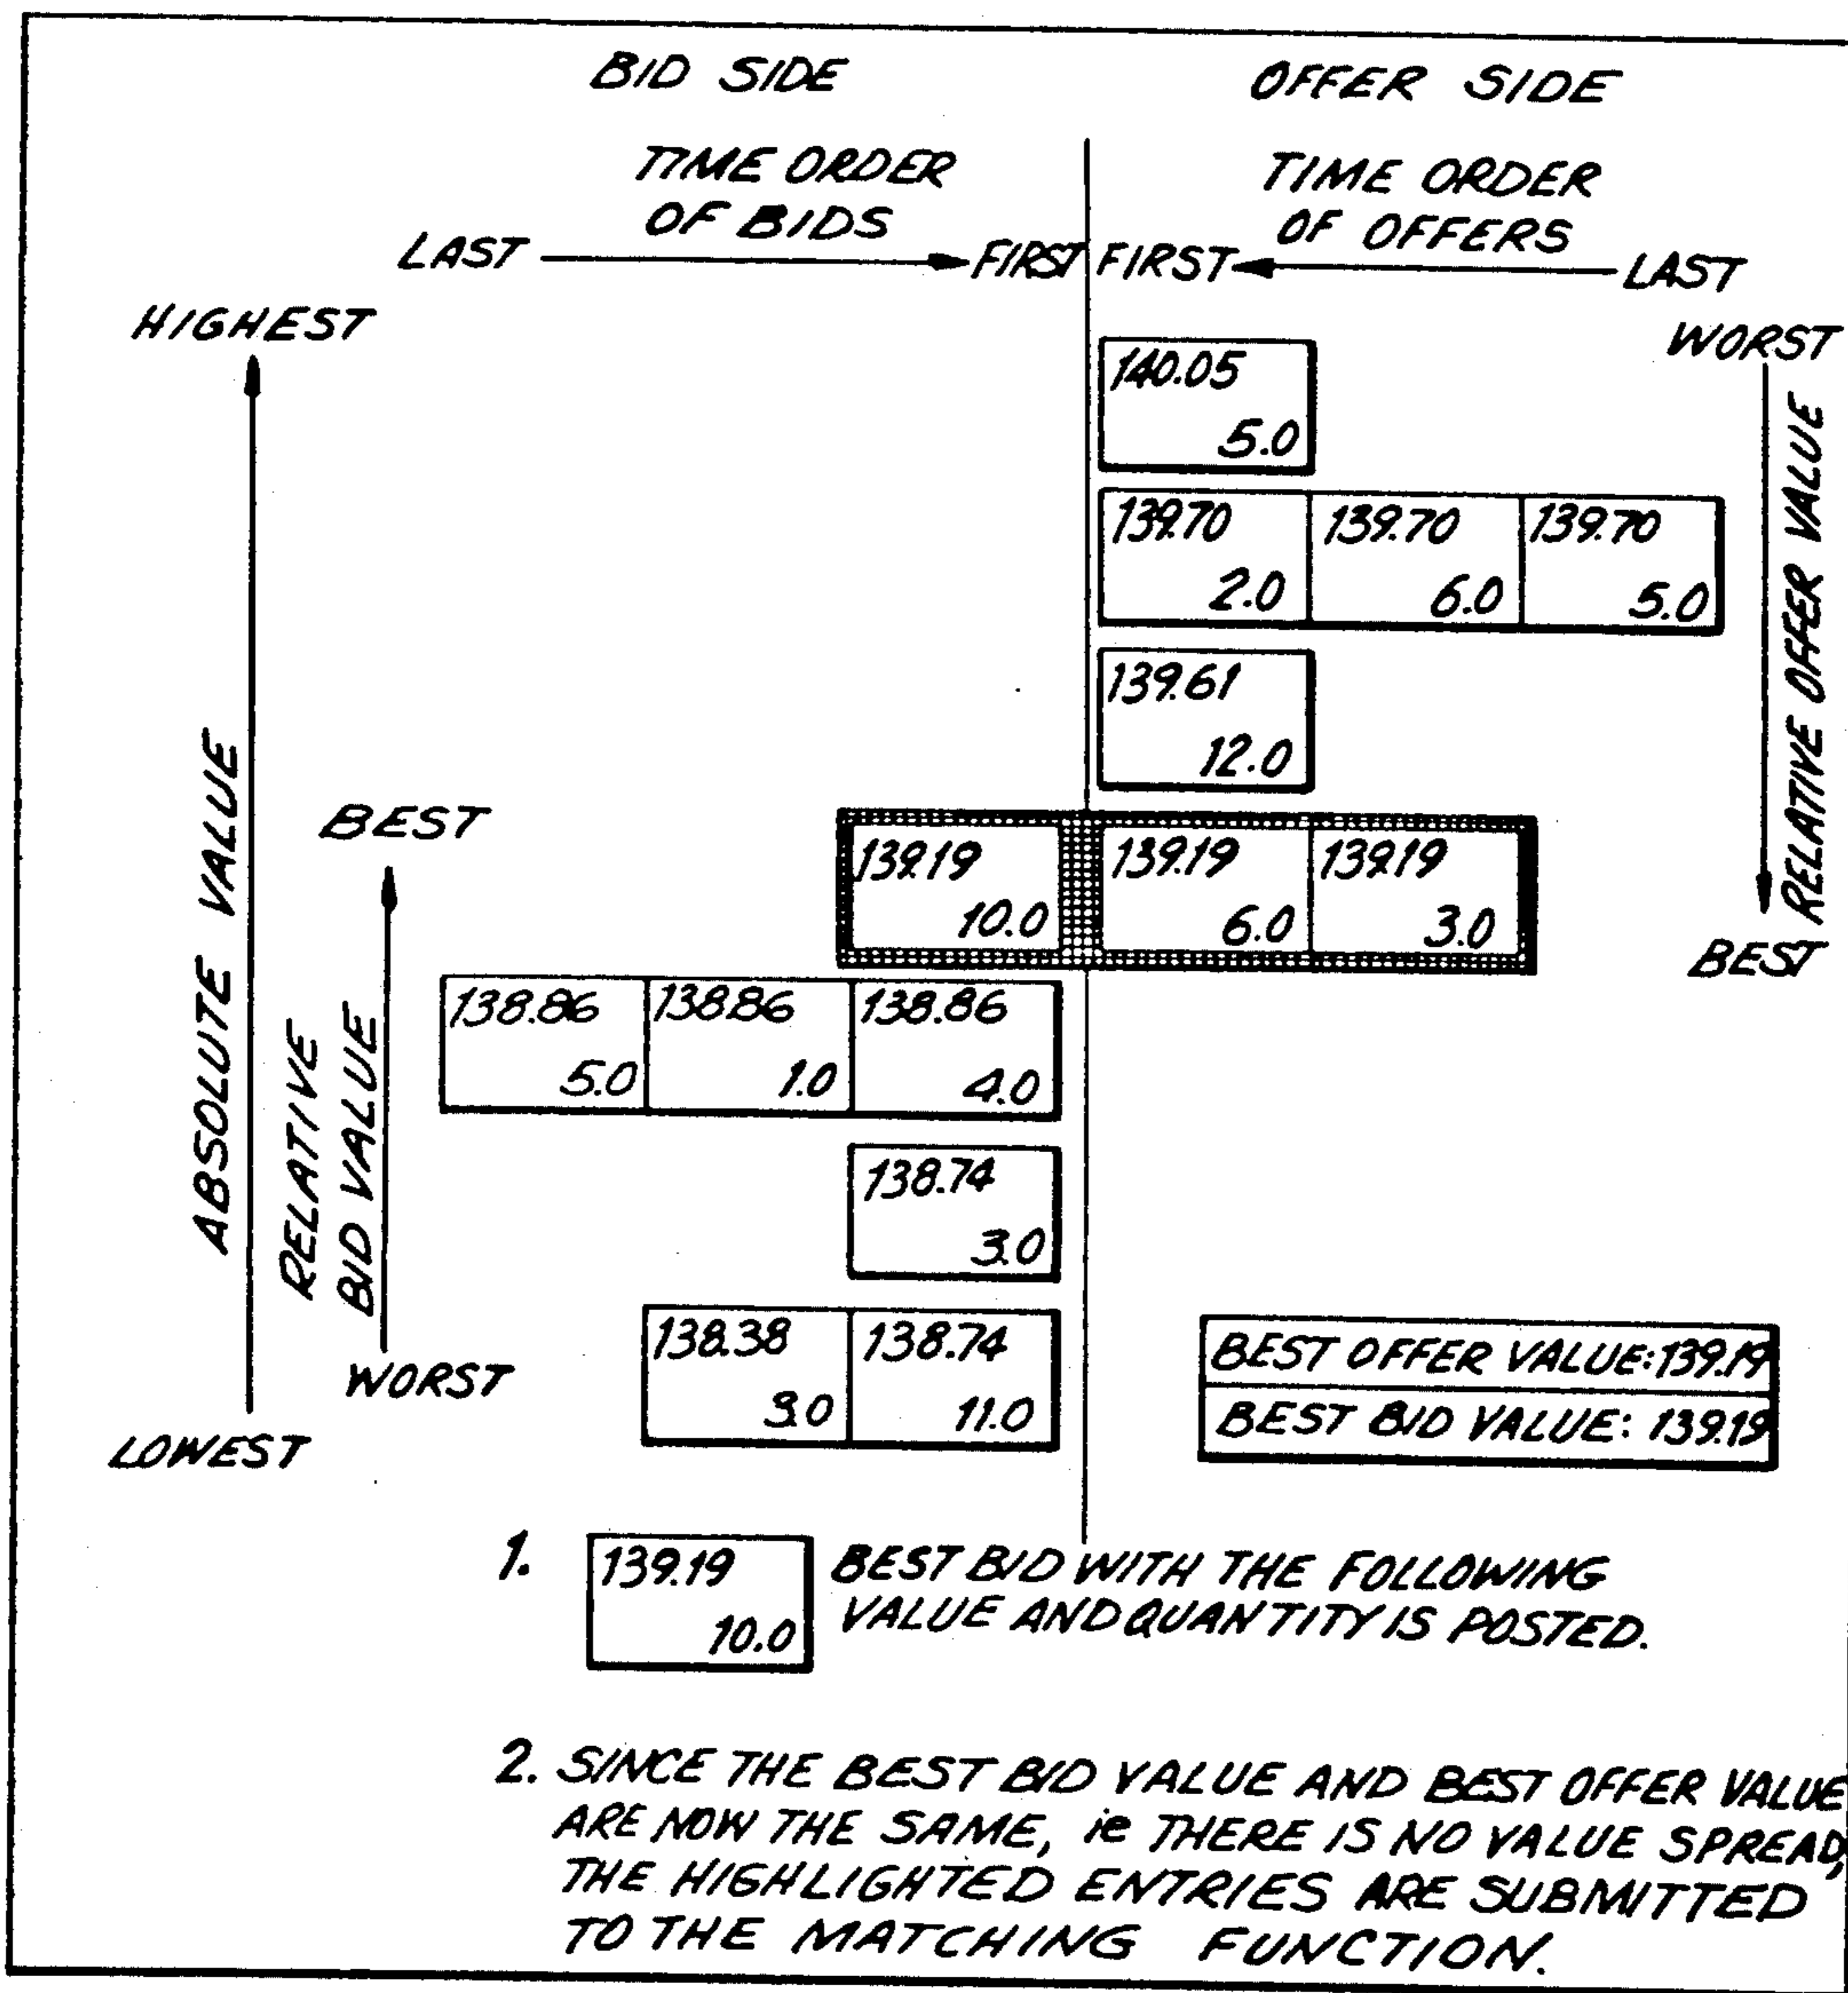 BID SIDE
OFFER SIDE
TIME ORDER
OF BIDS
TIME ORDER
OF OFFERS
LAST
FIRST
FIRST
LAST
HIGHEST
WORST
140.05
5.0
139.70
2.0
139.70
6.0
139.70
5.0
139.61
12.0
RELATIVE OFFER VALUE
ABSOLUTE VALUE
BEST
139.19
10.0
139.19
6.0
139.19
3.0
BEST
138.86
5.0
138.86
1.0
138.86
4.0
RELATIVE
BID VALUE
138.74
3.0
138.38
3.0
138.74
11.0
WORST
LOWEST
BEST OFFER VALUE: 139.19
BEST BID VALUE: 139.19
1.
139.19
10.0
BEST BID WITH THE FOLLOWING
VALUE AND QUANTITY IS POSTED.
2. SINCE THE BEST BID VALUE AND BEST OFFER VALUE
ARE NOW THE SAME, ie THERE IS NO VALUE SPREAD,
THE HIGHLIGHTED ENTRIES ARE SUBMITTED
TO THE MATCHING FUNCTION.